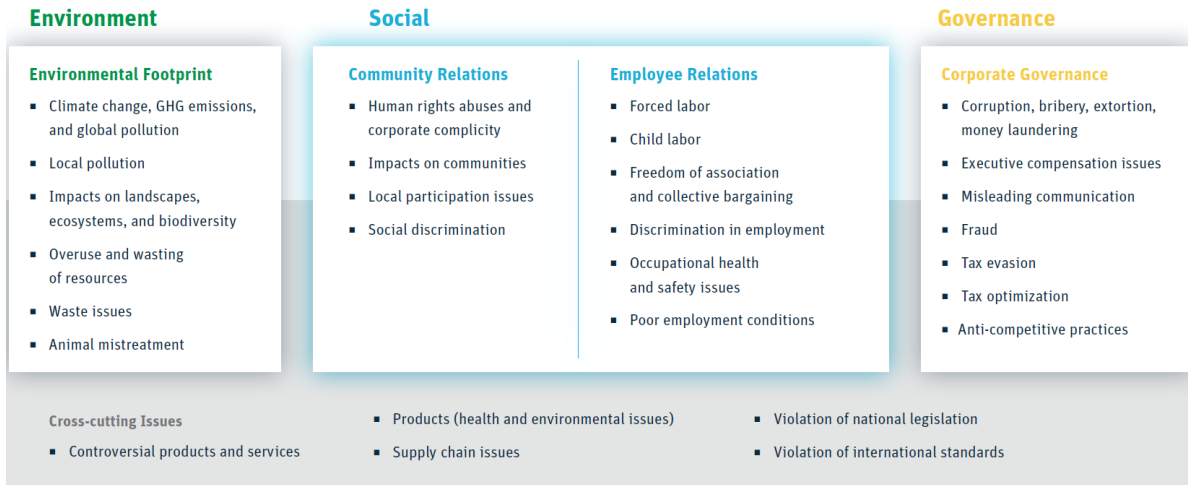 Environment
Environmental Footprint
▪ Climate change, GHG emissions,
and global pollution
▪ Local pollution
▪ Impacts on landscapes,
ecosystems, and biodiversity
▪ Overuse and wasting
of resources
▪ Waste issues
▪ Animal mistreatment
Social
Community Relations
▪ Human rights abuses and
corporate complicity
▪ Impacts on communities
▪ Local participation issues
▪ Social discrimination
Employee Relations
▪ Forced labor
▪ Child labor
▪ Freedom of association
and collective bargaining
▪ Discrimination in employment
▪ Occupational health
and safety issues
▪ Poor employment conditions
Governance
Corporate Governance
▪ Corruption, bribery, extortion,
money laundering
▪ Executive compensation issues
▪ Misleading communication
▪ Fraud
▪ Tax evasion
▪ Tax optimization
▪ Anti-competitive practices
Cross-cutting Issues
▪ Controversial products and services
▪ Products (health and environmental issues)
▪ Supply chain issues
▪ Violation of national legislation
▪ Violation of international standards